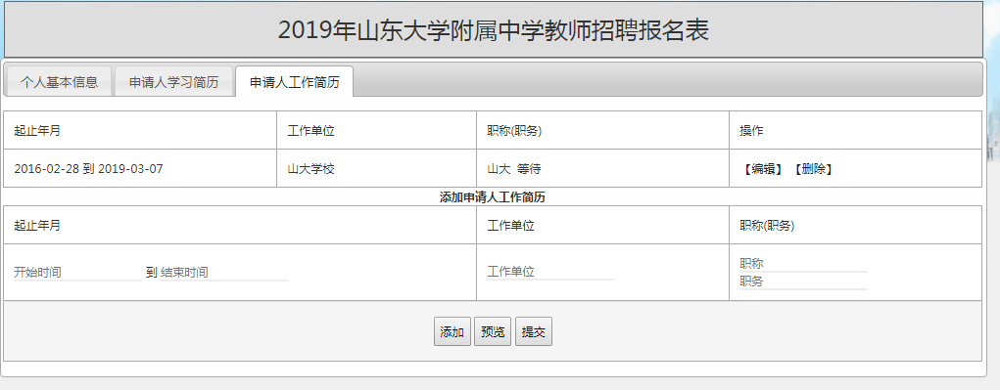 2019年山东大学附属中学教师招聘报名表
个人基本信息 申请人学习简历 申请人工作简历
起止年月 工作单位 职称(职务) 操作
2016-02-28 到 2019-03-07 山大学校 山大 等待 【编辑】 【删除】
添加申请人工作简历
起止年月 工作单位 职称(职务)
开始时间 到 结束时间 工作单位 职称
职务
添加 预览 提交